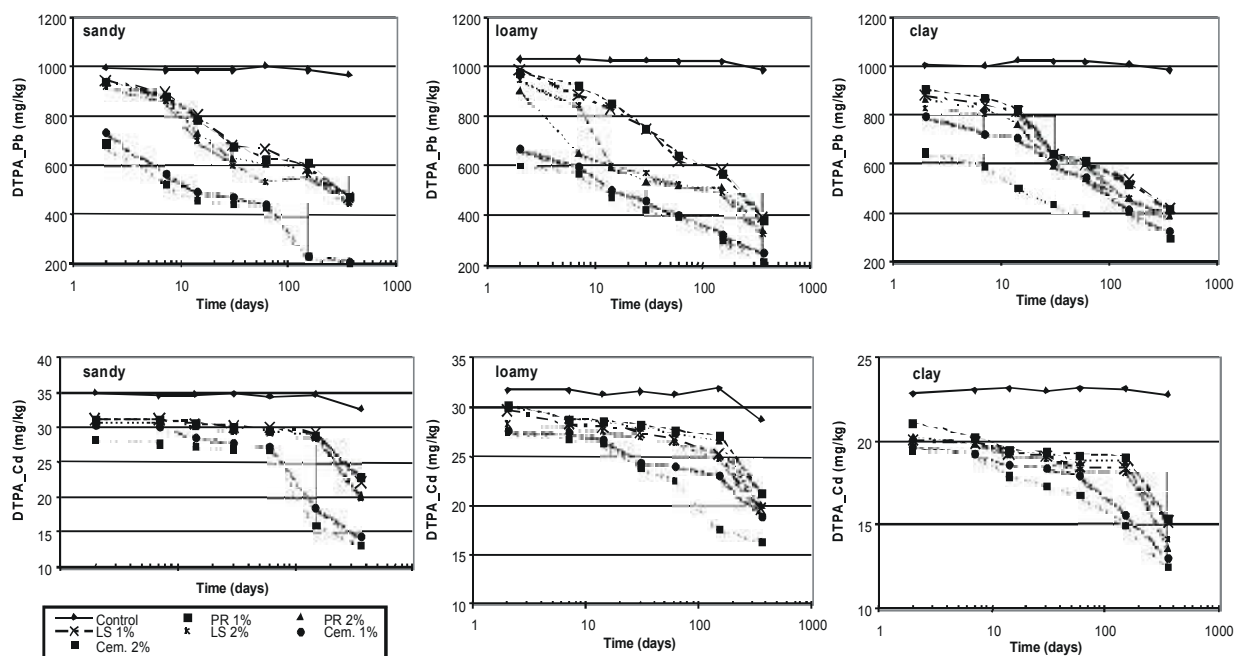 sandy
DTPA_Pb (mg/kg)
1200
1000
800
600
400
200
1 10 100 1000
Time (days)
loamy
DTPA_Pb (mg/kg)
1200
1000
800
600
400
200
1 10 100 1000
Time (days)
clay
DTPA_Pb (mg/kg)
1200
1000
800
600
400
200
1 10 100 1000
Time (days)
sandy
DTPA_Cd (mg/kg)
40
35
30
25
20
15
10
Time (days)
loamy
DTPA_Cd (mg/kg)
35
30
25
20
15
10
1 10 100 1000
Time (days)
clay
DTPA_Cd (mg/kg)
25
20
15
10
1 10 100 1000
Time (days)
Control PR 1% PR 2%
LS 1% LS 2% Cem. 1%
Cem. 2%